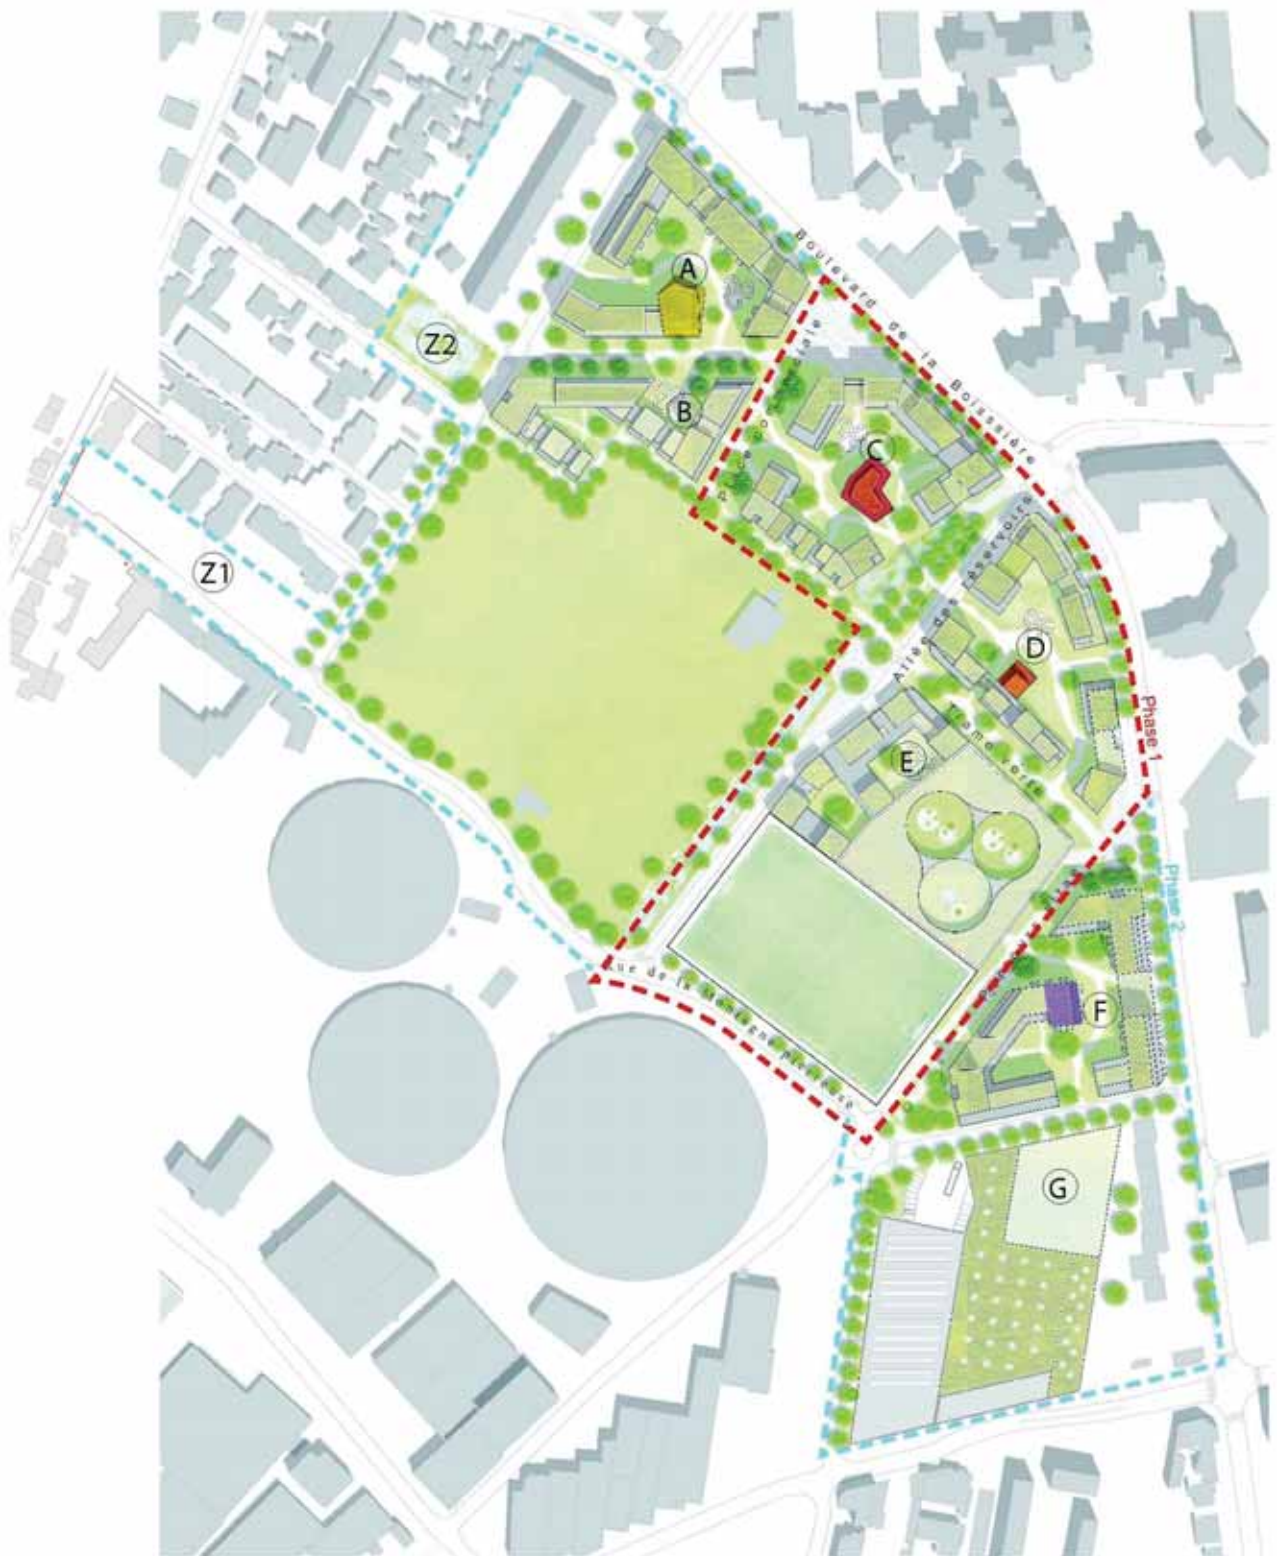 A
Z2
B
Boulevard de la Boissière
C
Allée des réservoirs
Z1
D
Phase 1
Trame verte
E
Phase 2
F
Rue de la Montagne Pierreuse
G